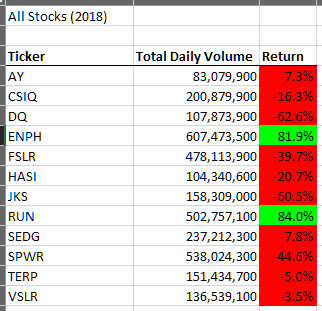 All Stocks (2018)
Ticker Total Daily Volume Return
AY 83,079,900 -7.3%
CSIQ 200,879,900 -16.3%
DQ 107,873,900 -62.6%
ENPH 607,473,500 81.9%
FSLR 478,113,900 -39.7%
HASI 104,340,600 -20.7%
JKS 158,309,000 -60.5%
RUN 502,757,100 84.0%
SEDG 237,212,300 -7.8%
SPWR 538,024,300 -44.6%
TERP 151,434,700 -5.0%
VSLR 136,539,100 -3.5%